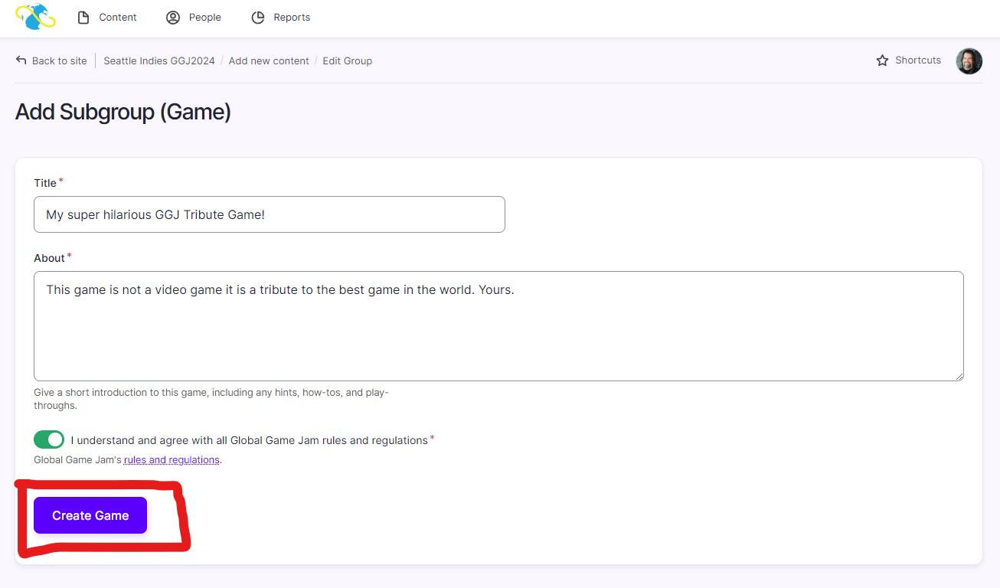 Content People Reports
Back to site Seattle Indies GGJ2024 / Add new content / Edit Group Shortcuts
Add Subgroup (Game)
Title*
My super hilarious GGJ Tribute Game!
About*
This game is not a video game it is a tribute to the best game in the world. Yours.
Give a short introduction to this game, including any hints, how-tos, and play-
throughs.
I understand and agree with all Global Game Jam rules and regulations*
Global Game Jam's rules and regulations.
Create Game